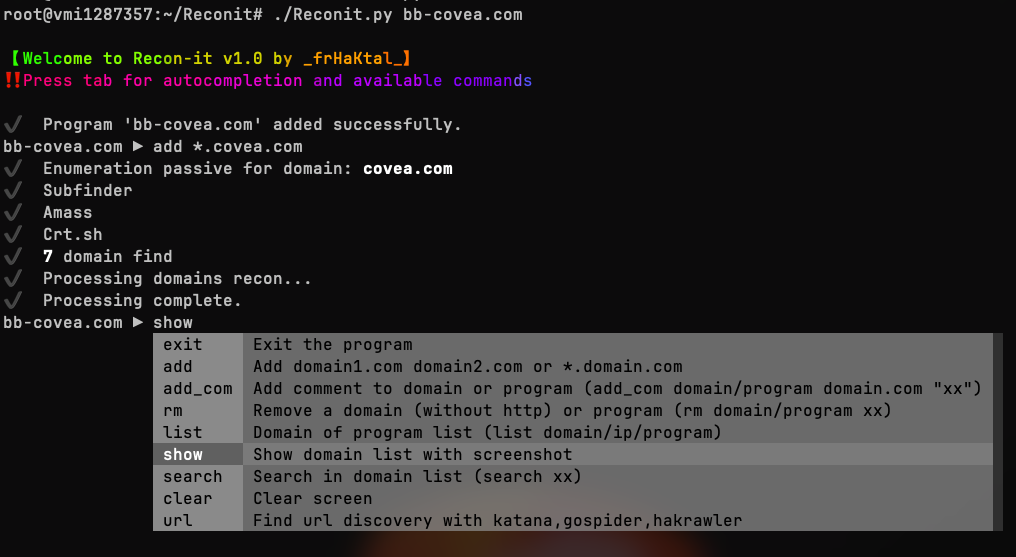 root@vmi1287357:~/Reconit# ./Reconit.py bb-covea.com
【Welcome to Recon-it v1.0 by _frHaKtal_】
‼Press tab for autocompletion and available commands
✔ Program 'bb-covea.com' added successfully.
bb-covea.com ► add *.covea.com
✔ Enumeration passive for domain: covea.com
✔ Subfinder
✔ Amass
✔ Crt.sh
✔ 7 domain find
✔ Processing domains recon...
✔ Processing complete.
bb-covea.com ► show
exit Exit the program
add Add domain1.com domain2.com or *.domain.com
add_com Add comment to domain or program (add_com domain/program domain.com "xx")
rm Remove a domain (without http) or program (rm domain/program xx)
list Domain of program list (list domain/ip/program)
show Show domain list with screenshot
search Search in domain list (search xx)
clear Clear screen
url Find url discovery with katana,gospider,hakrawler